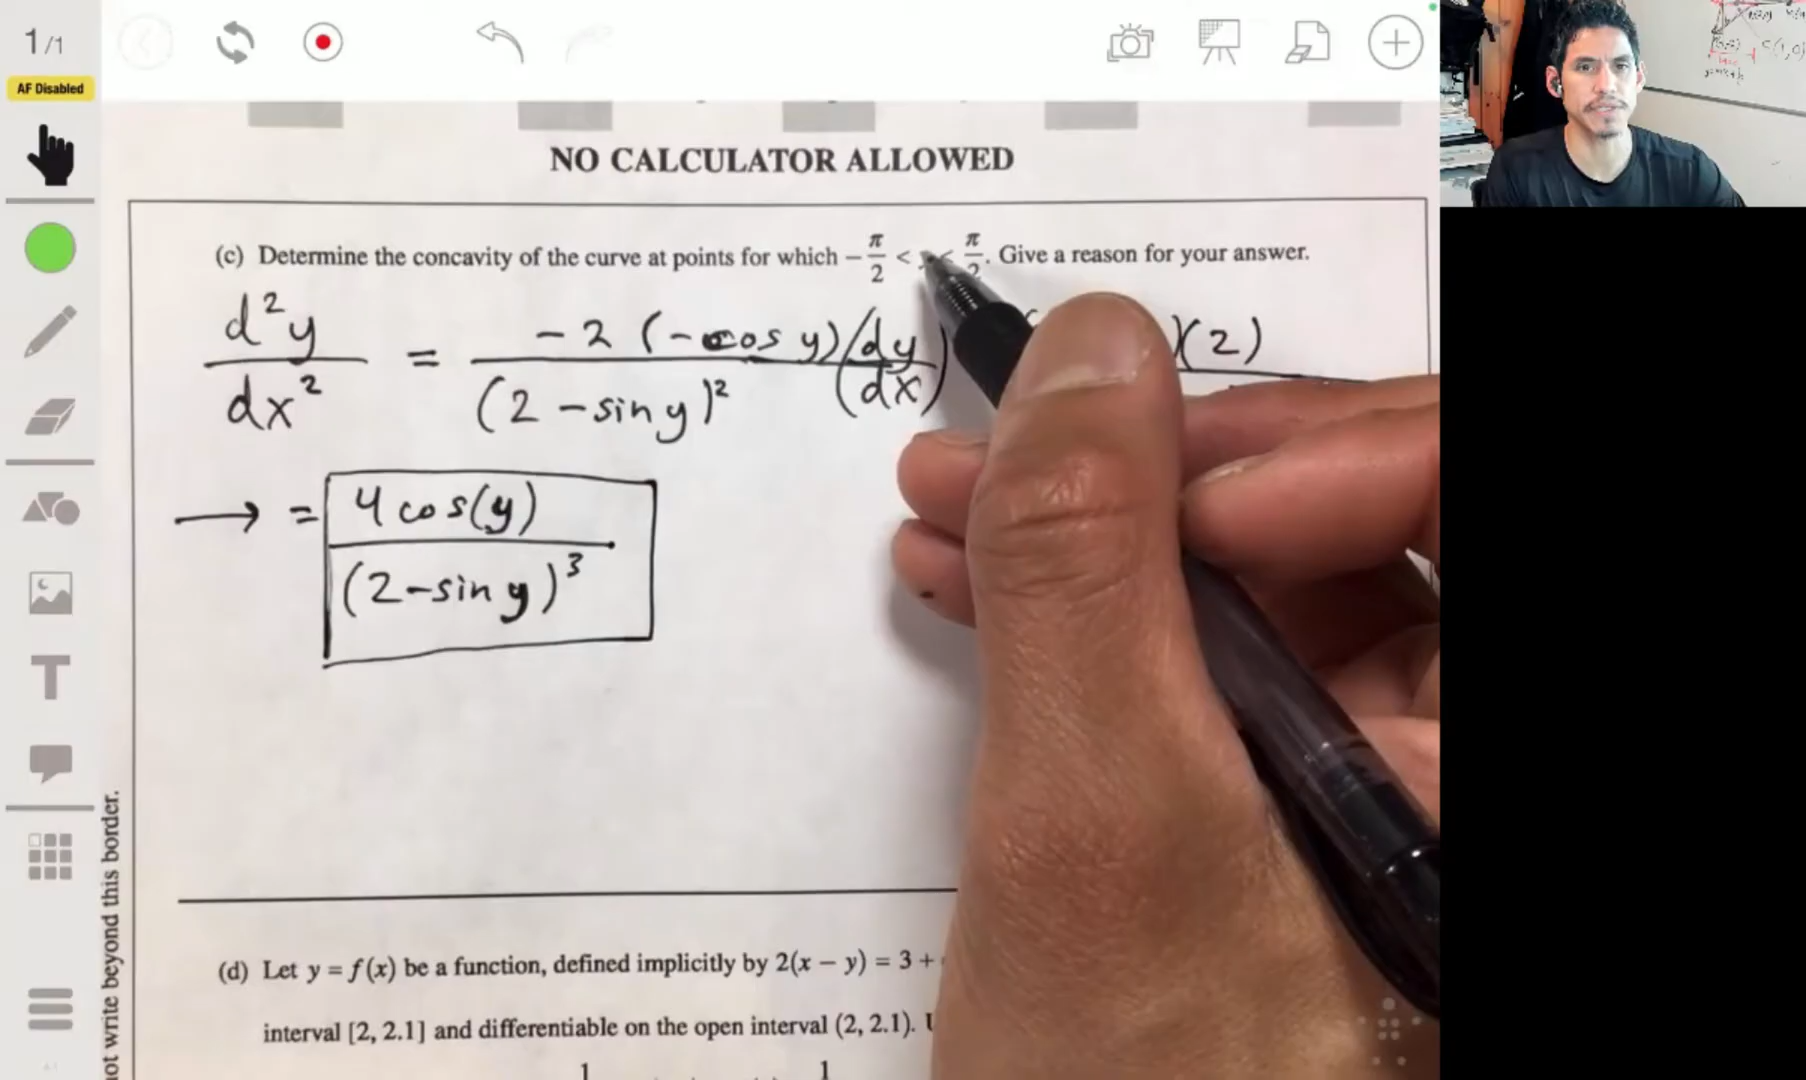 1/1
AF Disabled
NO CALCULATOR ALLOWED
(c) Determine the concavity of the curve at points for which −π/2 < < π/2. Give a reason for your answer.
d²y/dx² = −2(−cos y)(dy/dx) )(2)
(2 − sin y)²
→ = 4 cos(y)/(2−sin y)³
(d) Let y = f(x) be a function, defined implicitly by 2(x − y) = 3 +
interval [2, 2.1] and differentiable on the open interval (2, 2.1).
1 1
not write beyond this border.
T